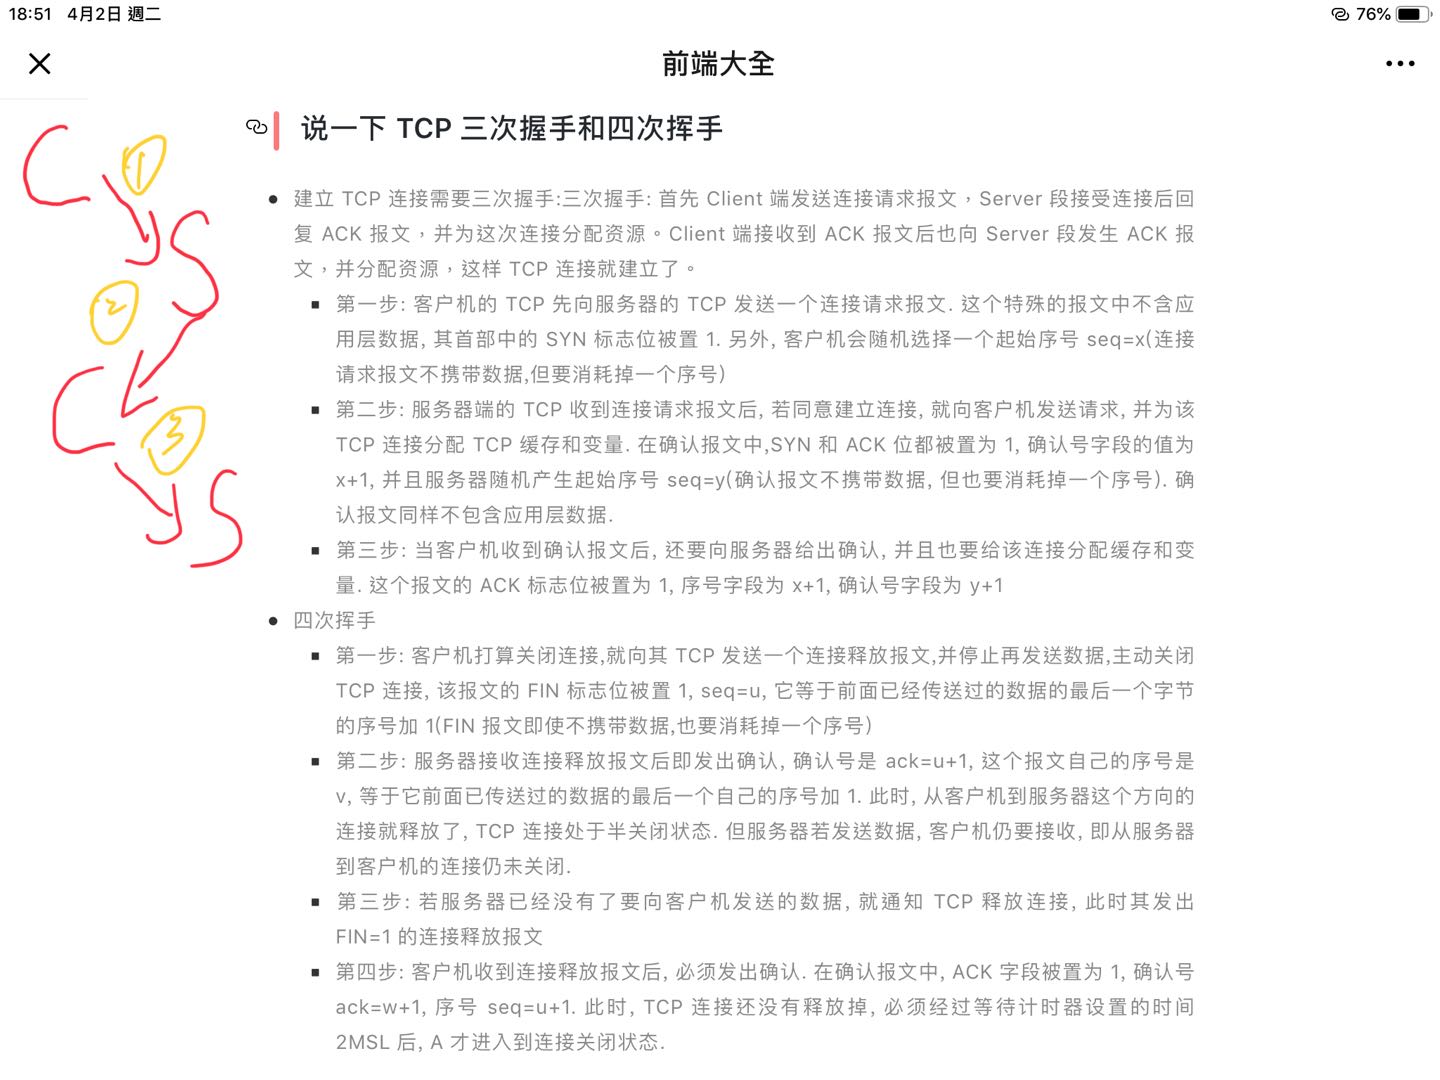 18:51 4月2日 週二
76%
前端大全
说一下 TCP 三次握手和四次挥手
建立 TCP 连接需要三次握手:三次握手: 首先 Client 端发送连接请求报文，Server 段接受连接后回
复 ACK 报文，并为这次连接分配资源。Client 端接收到 ACK 报文后也向 Server 段发生 ACK 报
文，并分配资源，这样 TCP 连接就建立了。
第一步: 客户机的 TCP 先向服务器的 TCP 发送一个连接请求报文. 这个特殊的报文中不含应
用层数据, 其首部中的 SYN 标志位被置 1. 另外, 客户机会随机选择一个起始序号 seq=x(连接
请求报文不携带数据,但要消耗掉一个序号)
第二步: 服务器端的 TCP 收到连接请求报文后, 若同意建立连接, 就向客户机发送请求, 并为该
TCP 连接分配 TCP 缓存和变量. 在确认报文中,SYN 和 ACK 位都被置为 1, 确认号字段的值为
x+1, 并且服务器随机产生起始序号 seq=y(确认报文不携带数据, 但也要消耗掉一个序号). 确
认报文同样不包含应用层数据.
第三步: 当客户机收到确认报文后, 还要向服务器给出确认, 并且也要给该连接分配缓存和变
量. 这个报文的 ACK 标志位被置为 1, 序号字段为 x+1, 确认号字段为 y+1
四次挥手
第一步: 客户机打算关闭连接,就向其 TCP 发送一个连接释放报文,并停止再发送数据,主动关闭
TCP 连接, 该报文的 FIN 标志位被置 1, seq=u, 它等于前面已经传送过的数据的最后一个字节
的序号加 1(FIN 报文即使不携带数据,也要消耗掉一个序号)
第二步: 服务器接收连接释放报文后即发出确认, 确认号是 ack=u+1, 这个报文自己的序号是
v, 等于它前面已传送过的数据的最后一个自己的序号加 1. 此时, 从客户机到服务器这个方向的
连接就释放了, TCP 连接处于半关闭状态. 但服务器若发送数据, 客户机仍要接收, 即从服务器
到客户机的连接仍未关闭.
第三步: 若服务器已经没有了要向客户机发送的数据, 就通知 TCP 释放连接, 此时其发出
FIN=1 的连接释放报文
第四步: 客户机收到连接释放报文后, 必须发出确认. 在确认报文中, ACK 字段被置为 1, 确认号
ack=w+1, 序号 seq=u+1. 此时, TCP 连接还没有释放掉, 必须经过等待计时器设置的时间
2MSL 后, A 才进入到连接关闭状态.
C ①
S
②
C ③
S